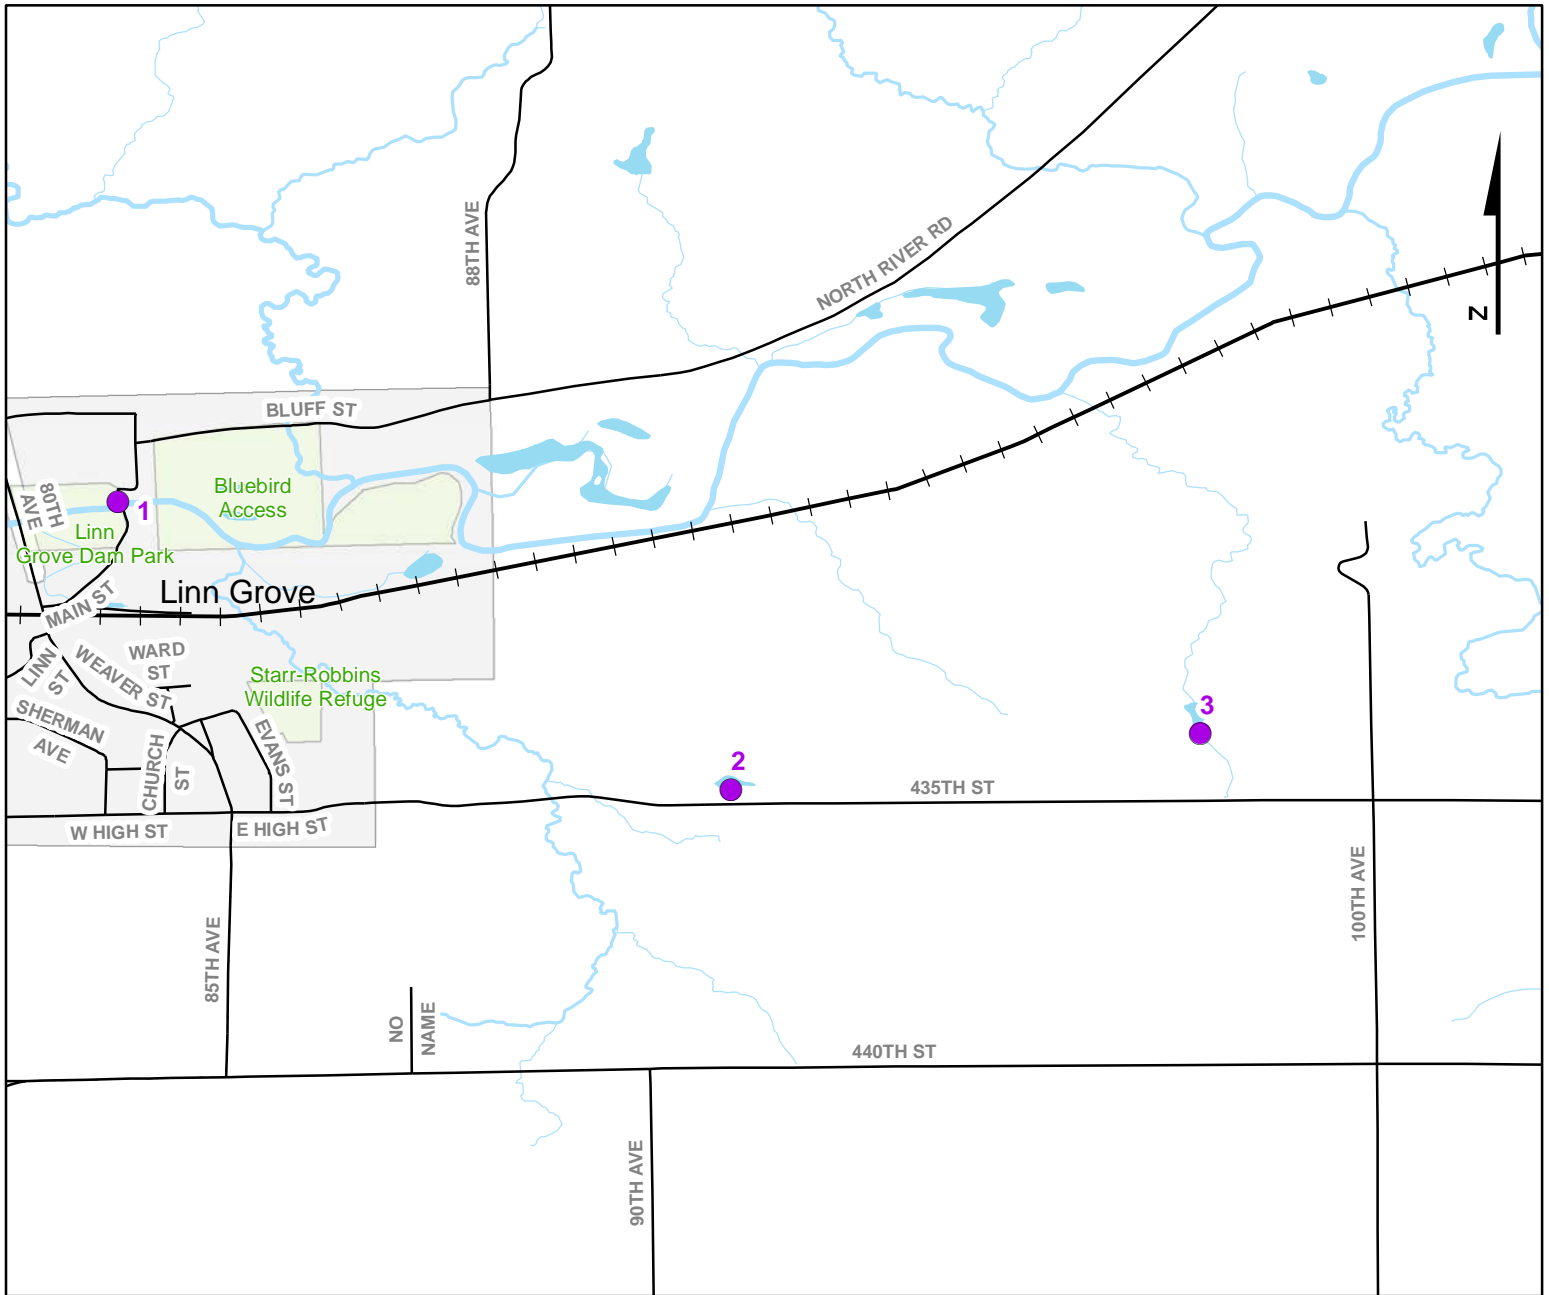 88TH AVE
NORTH RIVER RD
N
BLUFF ST
Bluebird
Access
80TH
AVE
1
Linn
Grove Dam Park
Linn Grove
MAIN ST
WARD
ST
LINN
ST
WEAVER ST
Starr-Robbins
Wildlife Refuge
SHERMAN
AVE
CHURCH
ST
EVANS ST
3
2
435TH ST
W HIGH ST
E HIGH ST
85TH AVE
100TH AVE
NO
NAME
440TH ST
90TH AVE